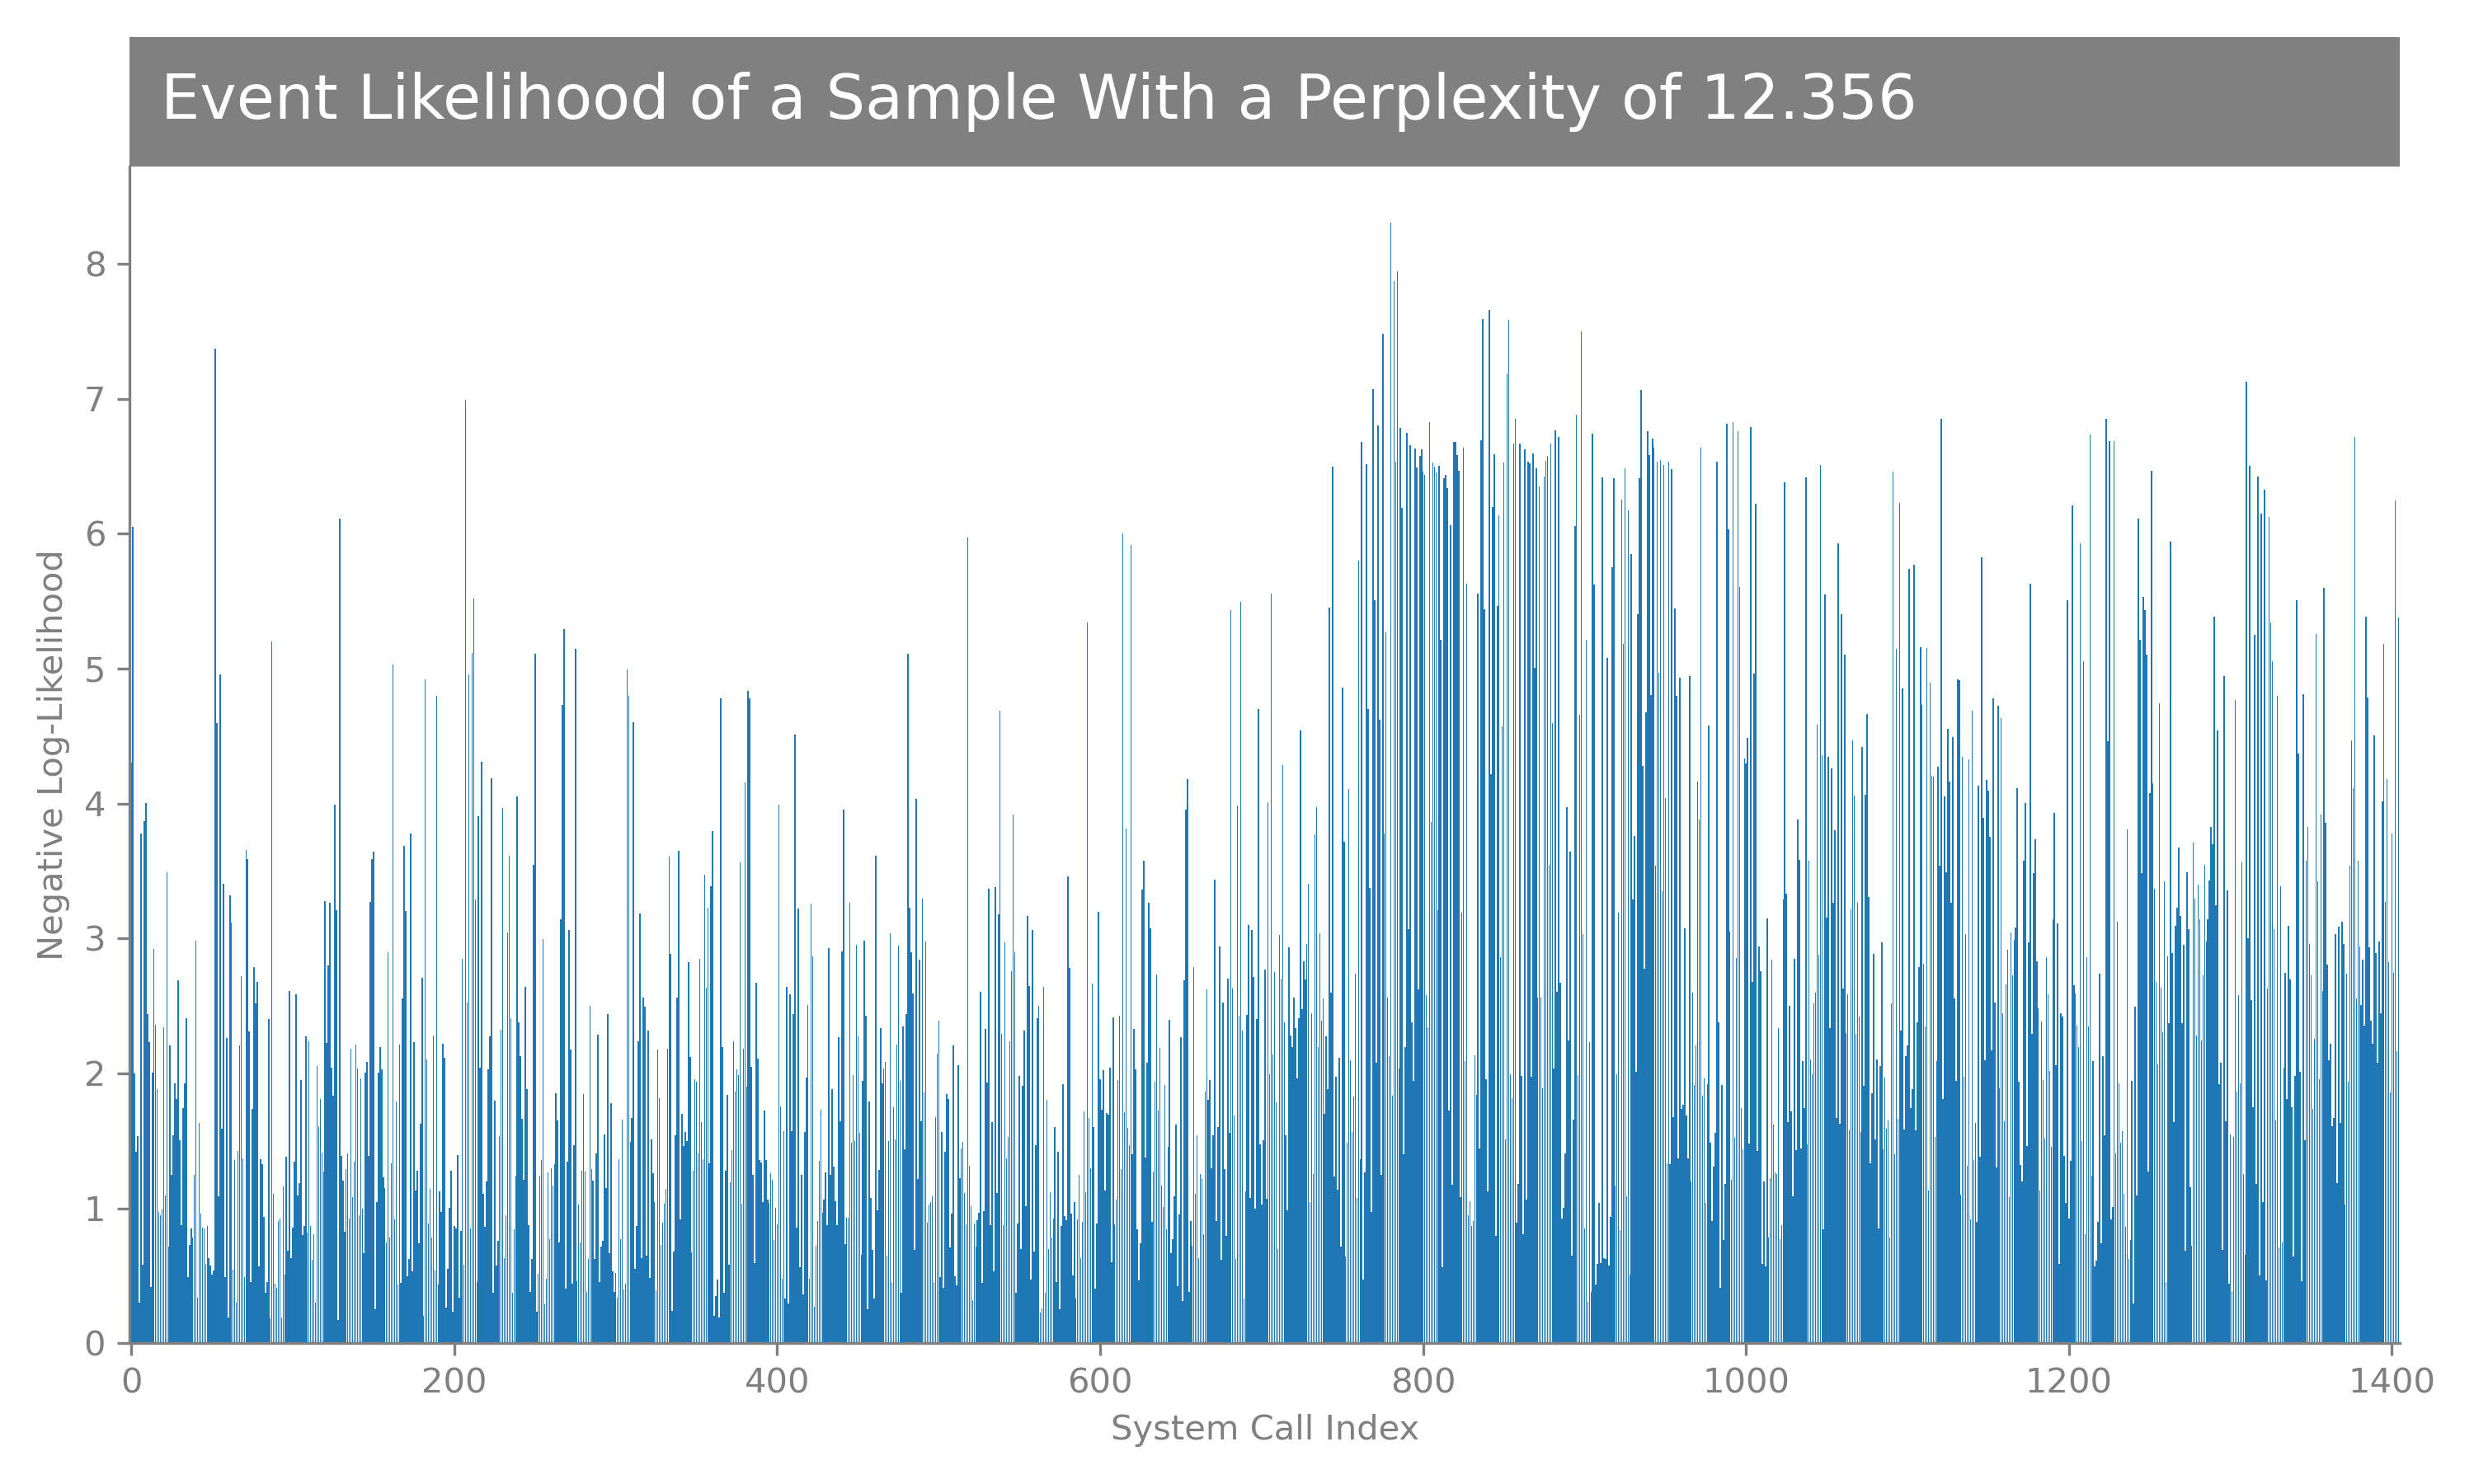 Event Likelihood of a Sample With a Perplexity of 12.356
8
7
6
5
4
3
2
1
0
Negative Log-Likelihood
0 200 400 600 800 1000 1200 1400
System Call Index